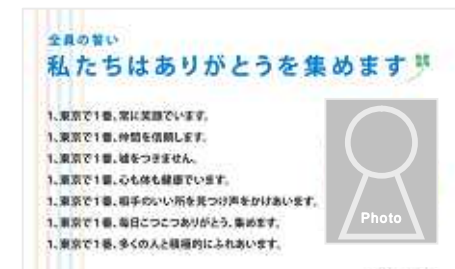 全員の誓い
私たちはありがとうを集めます
1、東京で1番、常に笑顔でいます。
1、東京で1番、仲間を信頼します。
1、東京で1番、嘘をつきません。
1、東京で1番、心も体も健康でいます。
1、東京で1番、相手のいい所を見つけ声をかけあいます。
1、東京で1番、毎日こつこつありがとう、集めます。
1、東京で1番、多くの人と積極的にふれあいます。
Photo